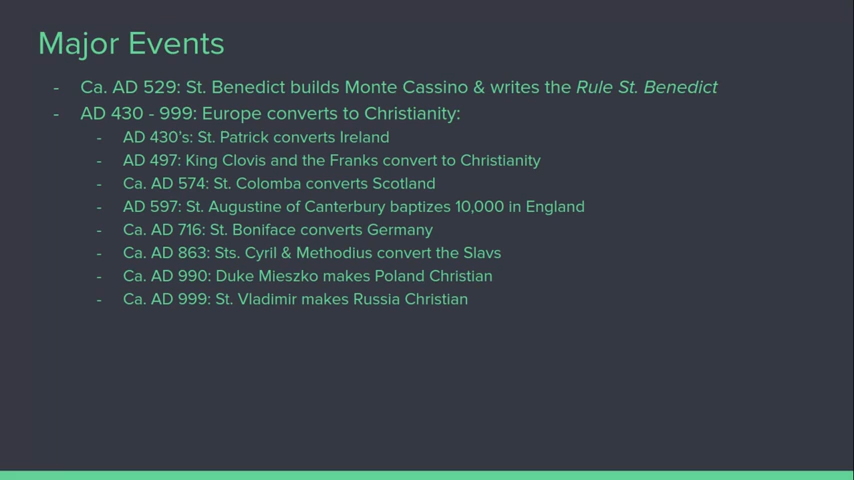 Major Events
- Ca. AD 529: St. Benedict builds Monte Cassino & writes the Rule St. Benedict
- AD 430 - 999: Europe converts to Christianity:
- AD 430's: St. Patrick converts Ireland
- AD 497: King Clovis and the Franks convert to Christianity
- Ca. AD 574: St. Colomba converts Scotland
- AD 597: St. Augustine of Canterbury baptizes 10,000 in England
- Ca. AD 716: St. Boniface converts Germany
- Ca. AD 863: Sts. Cyril & Methodius convert the Slavs
- Ca. AD 990: Duke Mieszko makes Poland Christian
- Ca. AD 999: St. Vladimir makes Russia Christian